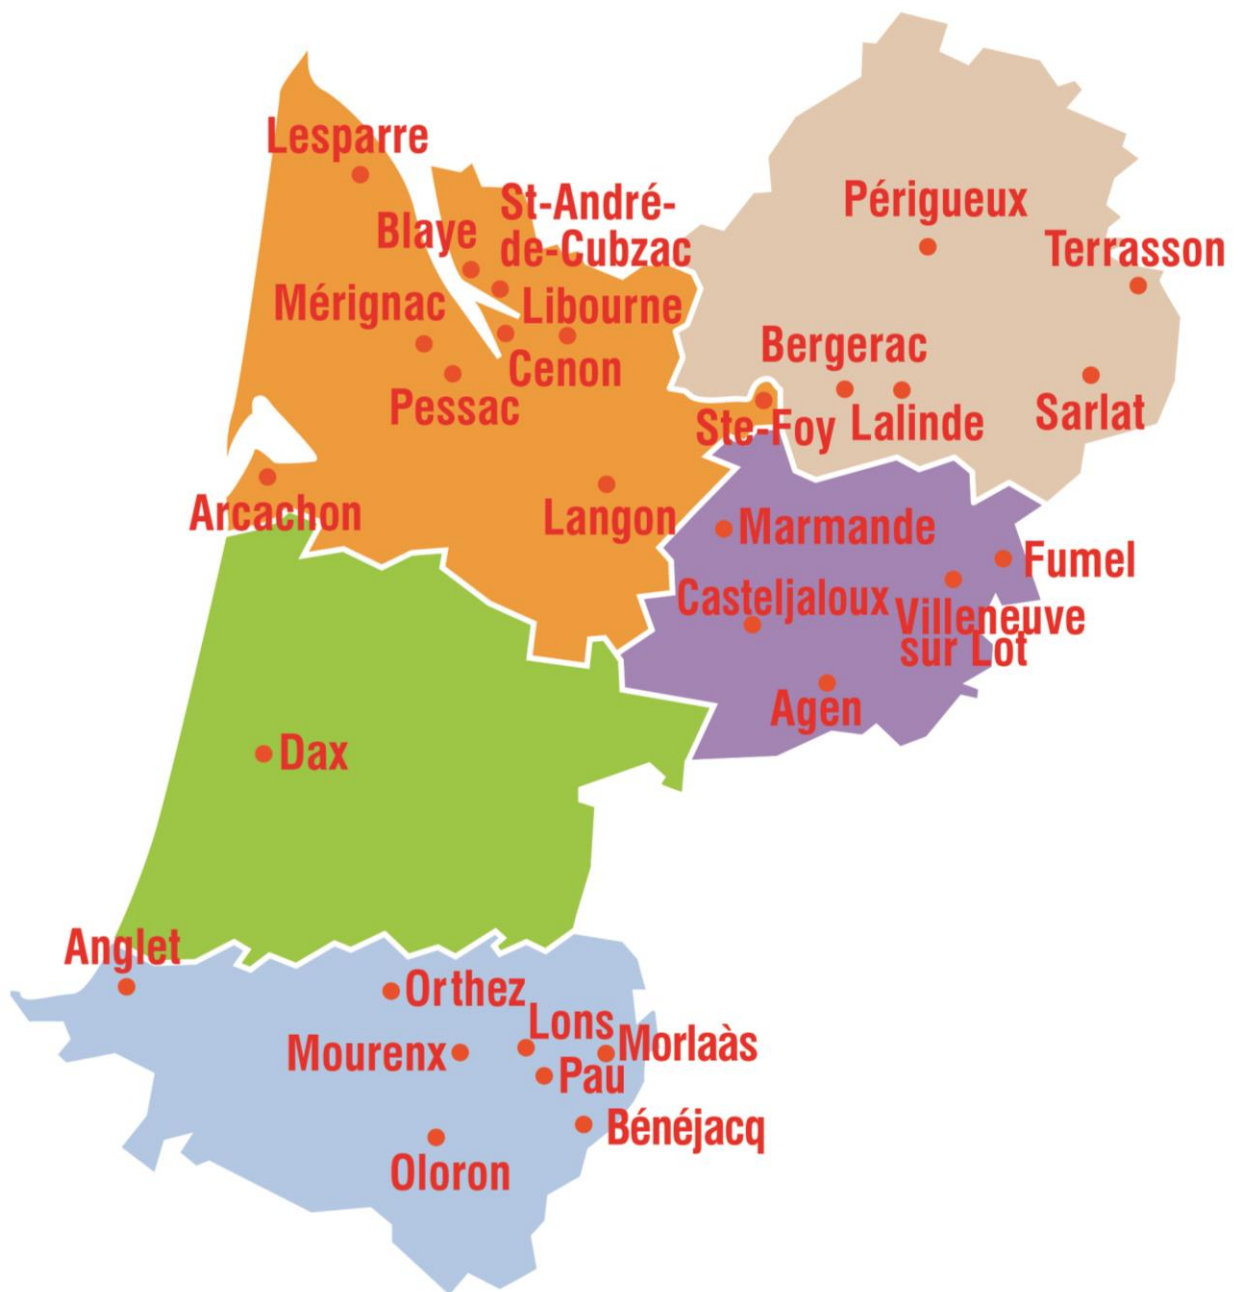 Lesparre
St-André-
de-Cubzac
Blaye
Mérignac
Libourne
Cenon
Pessac
Arcachon
Langon
Périgueux
Terrasson
Bergerac
Lalinde
Sarlat
Ste-Foy
Marmande
Fumel
Casteljaloux
Villeneuve
sur Lot
Agen
Dax
Anglet
Orthez
Lons
Morlaàs
Mourenx
Pau
Bénéjacq
Oloron